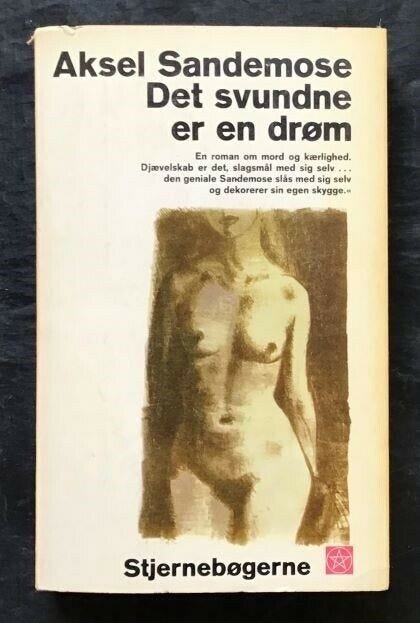 Aksel Sandemose
Det svundne
er en drøm
En roman om mord og kærlighed.
Djævelskab er det, slagsmål med sig selv ...
den geniale Sandemose slås med sig selv
og dekorerer sin egen skygge.«
Stjernebøgerne